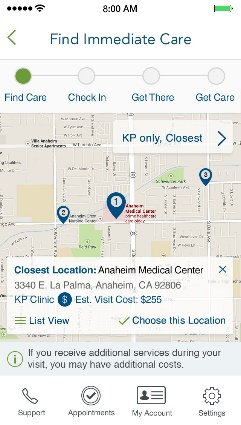 8:00 AM
Find Immediate Care
Find Care
Check In
Get There
Get Care
KP only, Closest
1
2
3
Anaheim
Medical Center
Closest Location: Anaheim Medical Center
3340 E. La Palma, Anaheim, CA 92806
KP Clinic $ Est. Visit Cost: $255
List View
Choose this Location
If you receive additional services during your
visit, you may have additional costs.
Support
Appointments
My Account
Settings